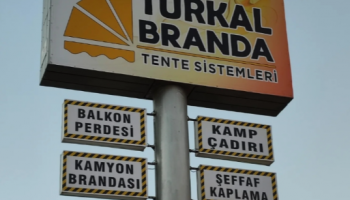 TÜRKAL
BRANDA
TENTE SİSTEMLERİ
BALKON
PERDESİ
KAMP
ÇADIRI
KAMYON
BRANDASI
ŞEFFAF
KAPLAMA